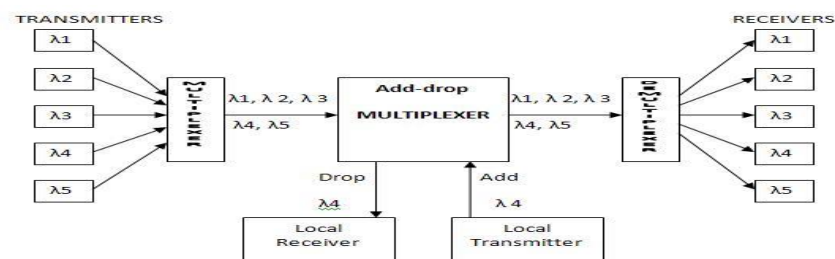 TRANSMITTERS
RECEIVERS
λ1
λ2
λ3
λ4
λ5
MULTIPLEXER
λ1, λ 2, λ 3
λ4, λ5
Add-drop
MULTIPLEXER
λ1, λ 2, λ 3
λ4, λ5
DEMULTIPLEXER
λ1
λ2
λ3
λ4
λ5
Drop
λ4
Add
λ 4
Local
Receiver
Local
Transmitter